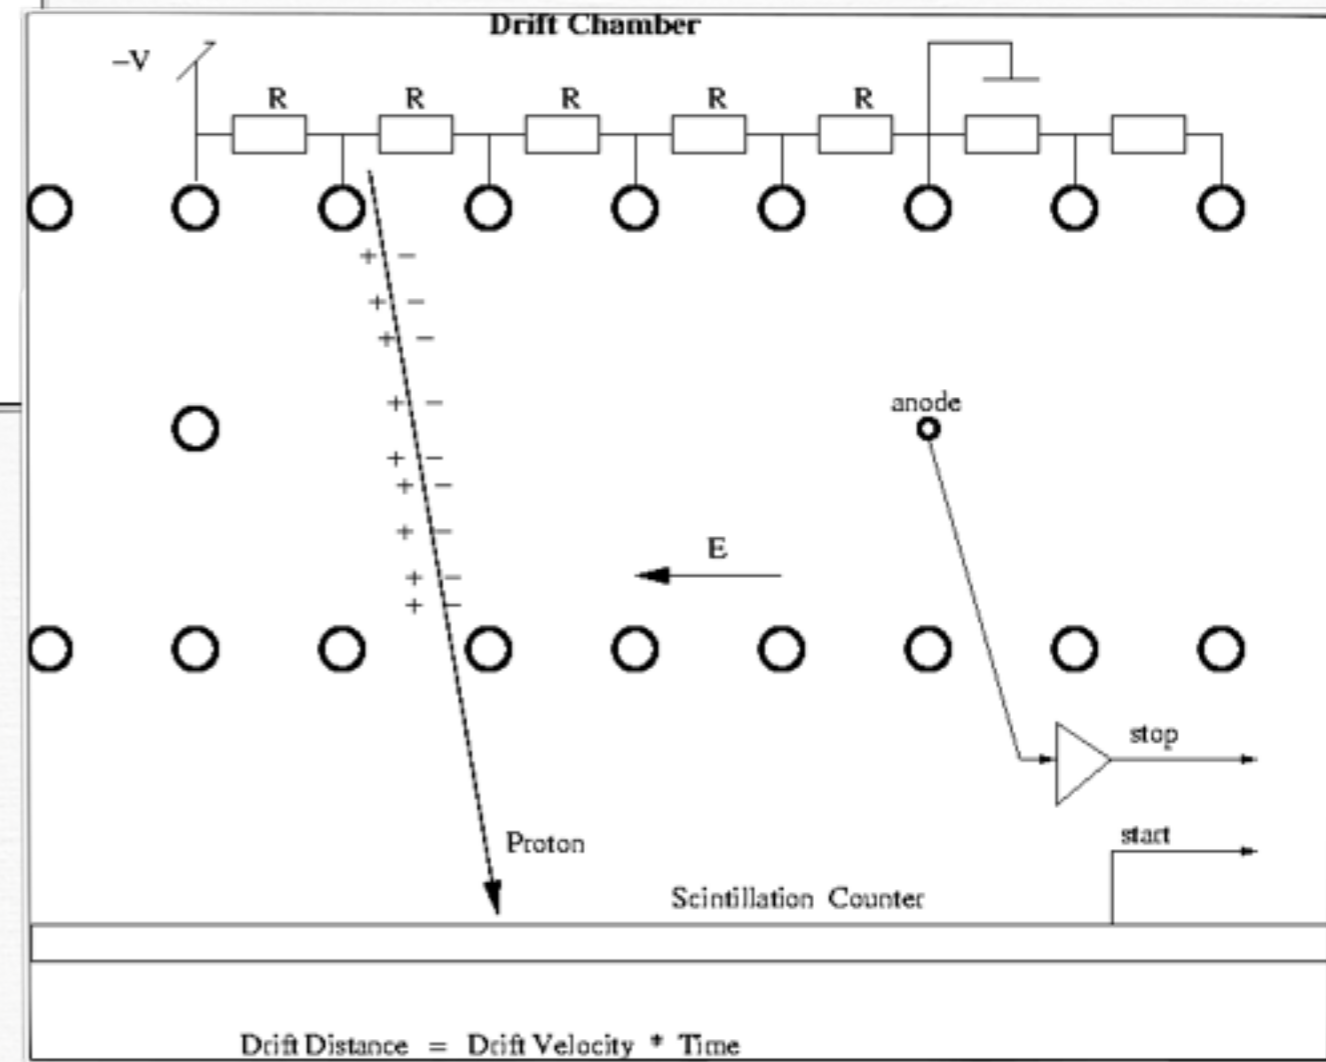 Drift Chamber
−V
R R R R R
+ −
+ −
+ −
anode
+ −
+ −
+ −
+ −
E
+ −
+ −
stop
start
Proton
Scintillation Counter
Drift Distance = Drift Velocity * Time